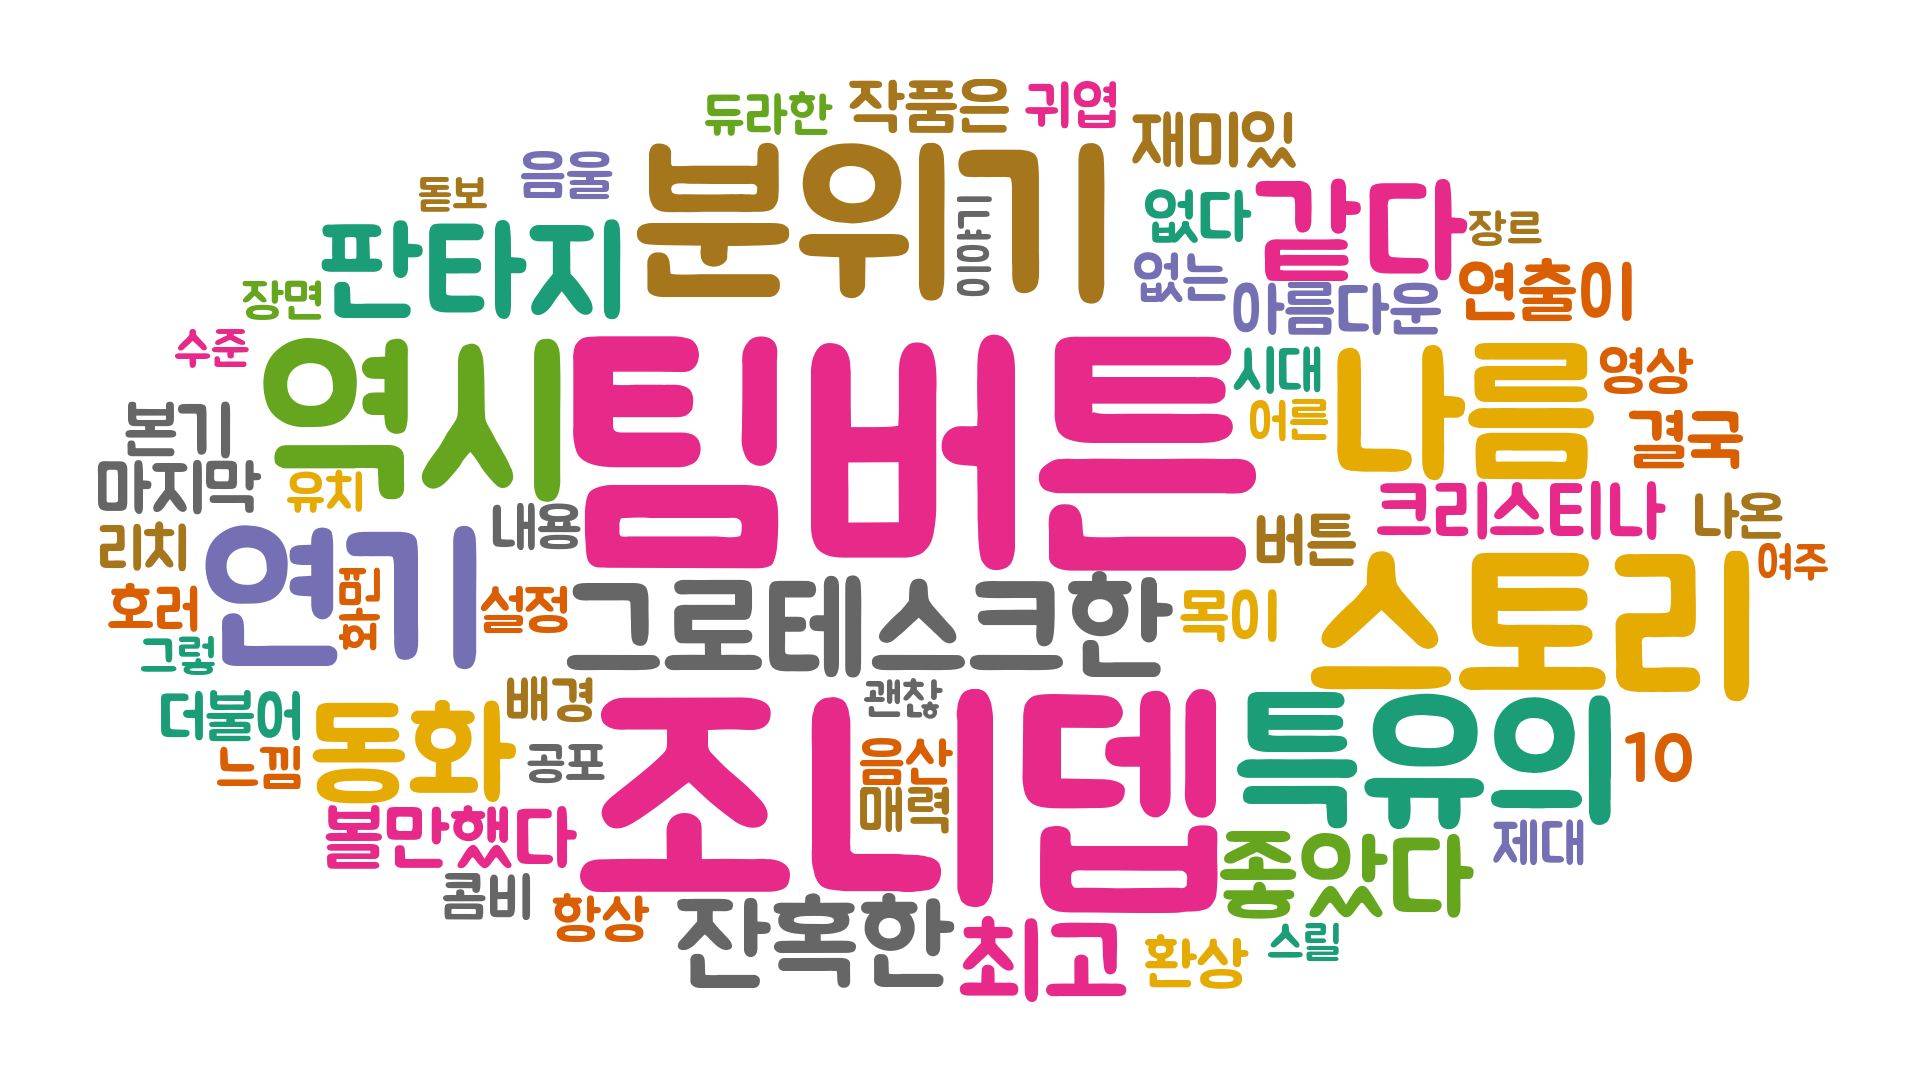 듀라한 작품은 귀엽 재미있
돋보 음울 분위기 그녀의 없다 같다 장르
판타지 없는 아름다운 연출이
장면
수준 역시 팀버튼 시대 나름 영상
본기 어른 결국
마지막 유치
리치 내용 버튼 크리스티나 나온
연기 스토리 여주
호러 영화 설정 그로테스크한 목이
그렇
더불어 배경 괜찮 특유의
느낌 동화 공포 조니뎁 음산 10
매력
볼만했다 좋았다 제대
콤비
항상 잔혹한 최고 환상 스릴